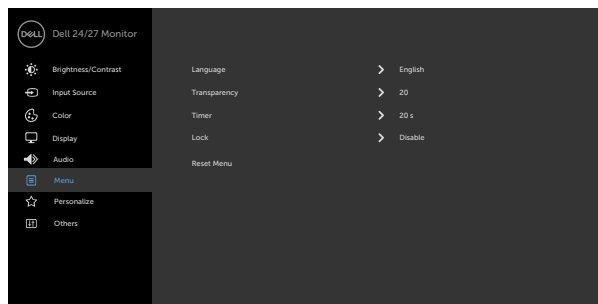 DELL Dell 24/27 Monitor
Brightness/Contrast
Input Source
Color
Display
Audio
Menu
Personalize
Others
Language English
Transparency 20
Timer 20 s
Lock Disable
Reset Menu